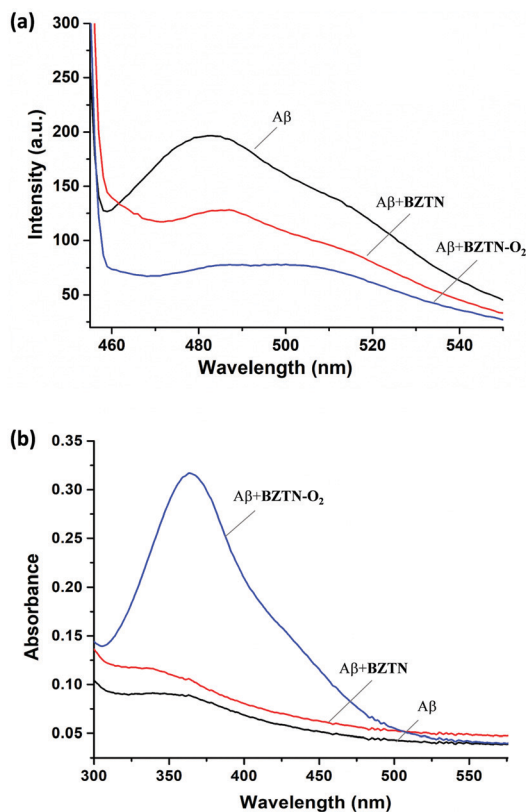 (a)
300
250
200
150
100
50
Intensity (a.u.)
Aβ
Aβ+BZTN
Aβ+BZTN-O₂
460 480 500 520 540
Wavelength (nm)
(b)
0.35
0.30
0.25
0.20
0.15
0.10
0.05
Absorbance
Aβ+BZTN-O₂
Aβ+BZTN
Aβ
300 350 400 450 500 550
Wavelength (nm)